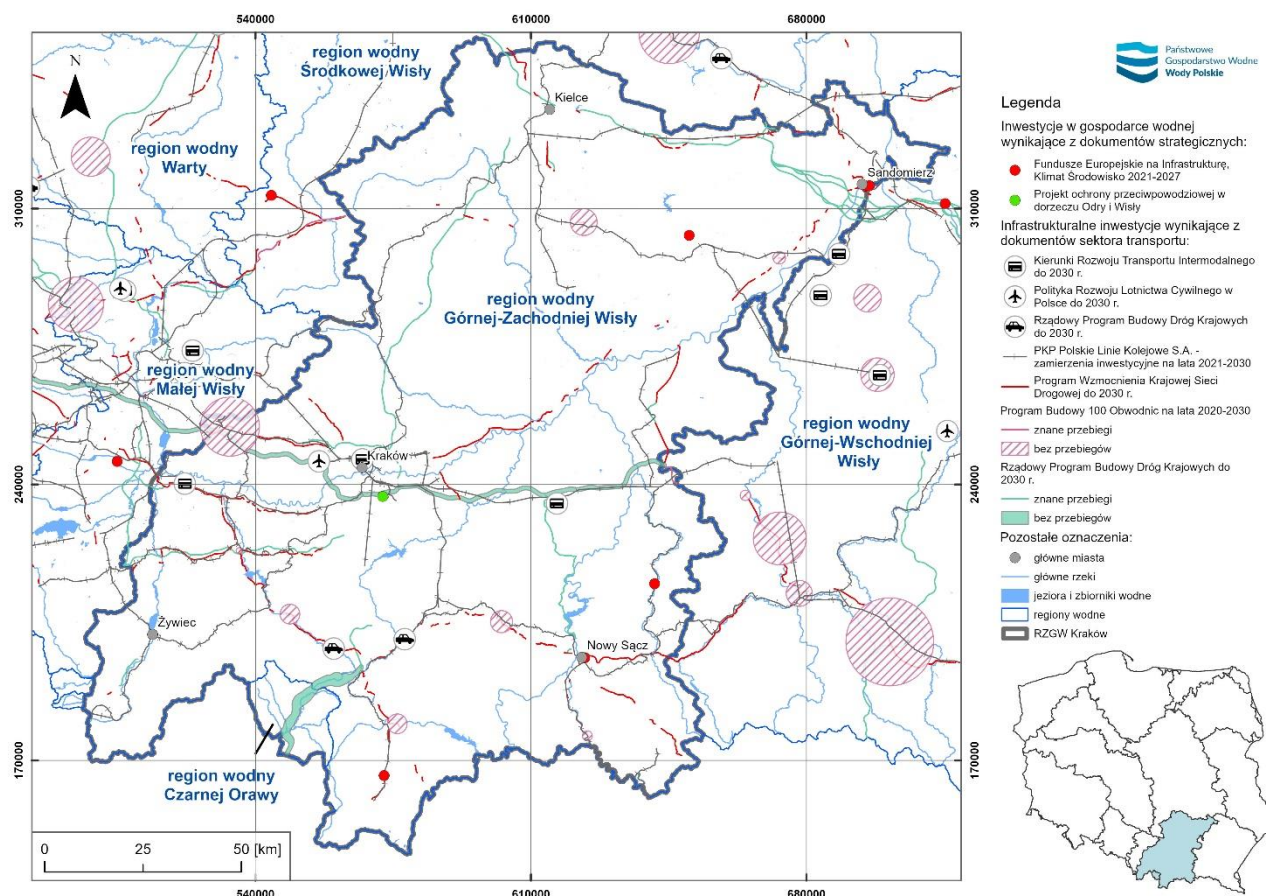 540000
610000
680000
N
region wodny
Środkowej Wisły
region wodny
Warty
Kielce
Sandomierz
310000
310000
region wodny
Górnej-Zachodniej Wisły
region wodny
Małej Wisły
region wodny
Górnej-Wschodniej
Wisły
Kraków
240000
240000
Żywiec
Nowy Sącz
170000
170000
region wodny
Czarnej Orawy
0
25
50 [km]
540000
610000
680000
Państwowe
Gospodarstwo Wodne
Wody Polskie
Legenda
Inwestycje w gospodarce wodnej
wynikające z dokumentów strategicznych:
Fundusze Europejskie na Infrastrukturę,
Klimat Środowisko 2021-2027
Projekt ochrony przeciwpowodziowej w
dorzeczu Odry i Wisły
Infrastrukturalne inwestycje wynikające z
dokumentów sektora transportu:
Kierunki Rozwoju Transportu Intermodalnego
do 2030 r.
Polityka Rozwoju Lotnictwa Cywilnego w
Polsce do 2030 r.
Rządowy Program Budowy Dróg Krajowych
do 2030 r.
PKP Polskie Linie Kolejowe S.A. -
zamierzenia inwestycyjne na lata 2021-2030
Program Wzmocnienia Krajowej Sieci
Drogowej do 2030 r.
Program Budowy 100 Obwodnic na lata 2020-2030
znane przebiegi
bez przebiegów
Rządowy Program Budowy Dróg Krajowych do
2030 r.
znane przebiegi
bez przebiegów
Pozostałe oznaczenia:
główne miasta
główne rzeki
jeziora i zbiorniki wodne
regiony wodne
RZGW Kraków